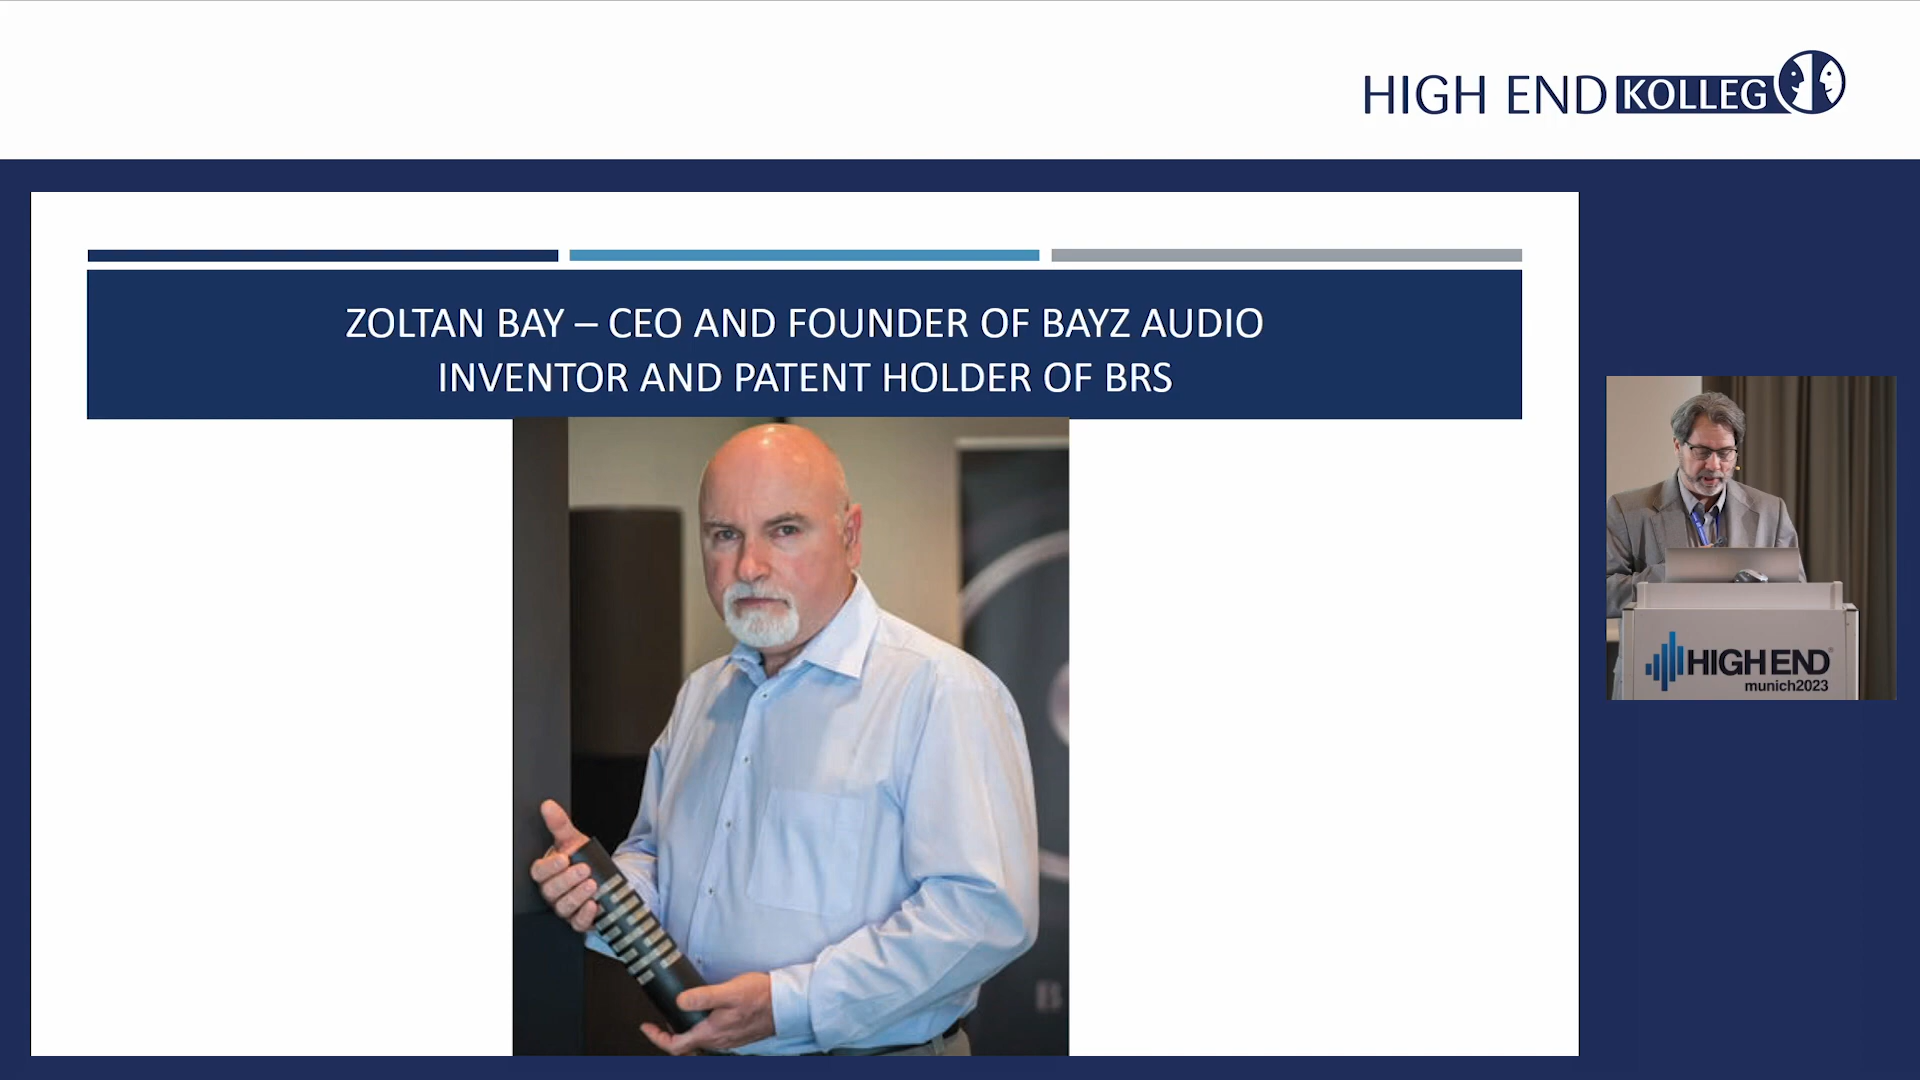 HIGH END KOLLEG
ZOLTAN BAY – CEO AND FOUNDER OF BAYZ AUDIO
INVENTOR AND PATENT HOLDER OF BRS
B
HIGH END®
munich2023